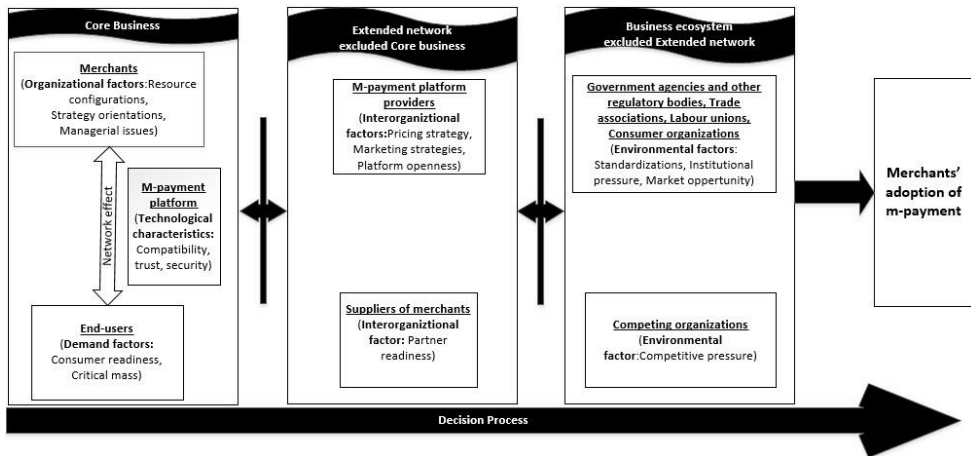 Core Business
Merchants
(Organizational factors:Resource
configurations,
Strategy orientations,
Managerial issues)
Network effect
M-payment
platform
(Technological
characteristics:
Compatibility,
trust, security)
End-users
(Demand factors:
Consumer readiness,
Critical mass)
Extended network
excluded Core business
M-payment platform
providers
(Interorganiztional
factors:Pricing strategy,
Marketing strategies,
Platform openness)
Suppliers of merchants
(Interorganiztional
factor: Partner
readiness)
Business ecosystem
excluded Extended network
Government agencies and other
regulatory bodies, Trade
associations, Labour unions,
Consumer organizations
(Environmental factors:
Standardizations, Institutional
pressure, Market oppertunity)
Competing organizations
(Environmental
factor:Competitive pressure)
Merchants’
adoption of
m-payment
Decision Process